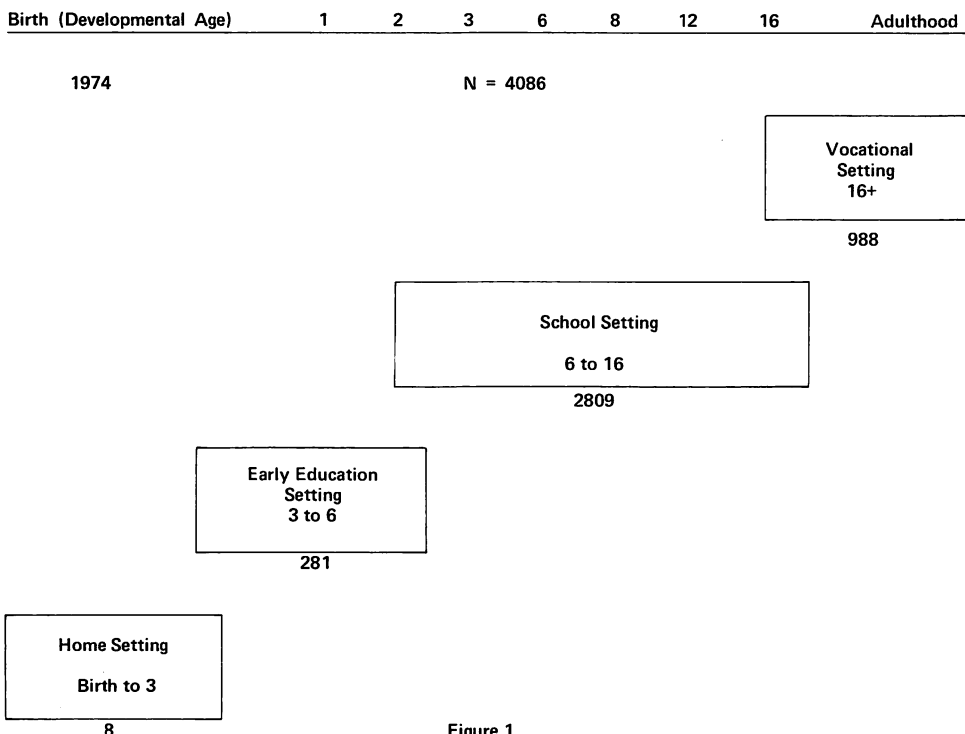 Birth (Developmental Age) 1 2 3 6 8 12 16 Adulthood
1974 N = 4086
Vocational
Setting
16+
988
School Setting
6 to 16
2809
Early Education
Setting
3 to 6
281
Home Setting
Birth to 3
8
Figure 1